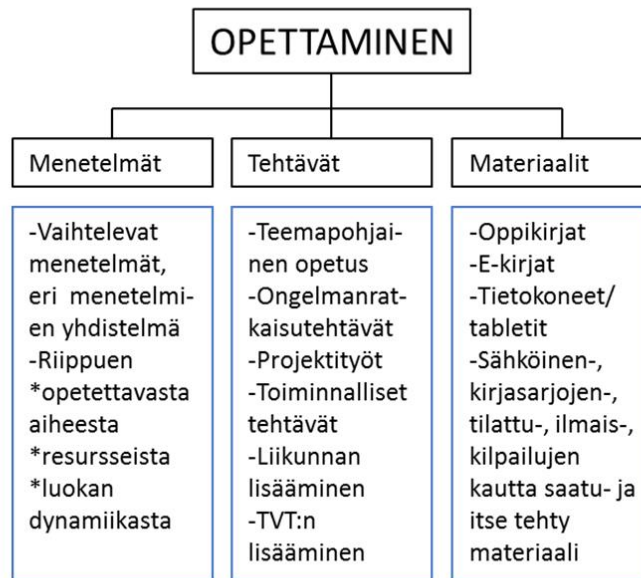 OPETTAMINEN
Menetelmät
Tehtävät
Materiaalit
-Vaihtelevat
menetelmät,
eri menetelmi-
en yhdistelmä
-Riippuen
*opetettavasta
aiheesta
*resursseista
*luokan
dynamiikasta
-Teemapohjai-
nen opetus
-Ongelmanrat-
kaisutehtävät
-Projektityöt
-Toiminnalliset
tehtävät
-Liikunnan
lisääminen
-TVT:n
lisääminen
-Oppikirjat
-E-kirjat
-Tietokoneet/
tabletit
-Sähköinen-,
kirjasarjojen-,
tilattu-, ilmais-,
kilpailujen
kautta saatu- ja
itse tehty
materiaali